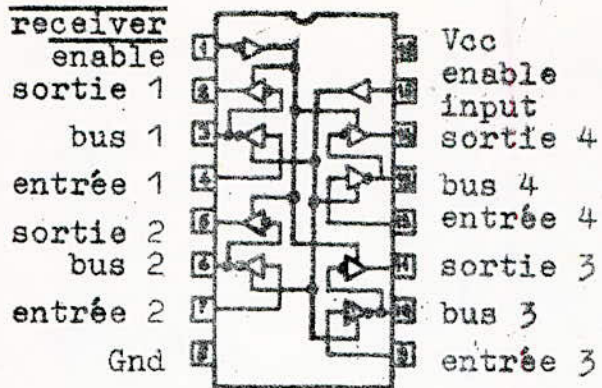 receiver
enable
sortie 1
bus 1
entrée 1
sortie 2
bus 2
entrée 2
Gnd
Vcc
enable
input
sortie 4
bus 4
entrée 4
sortie 3
bus 3
entrée 3